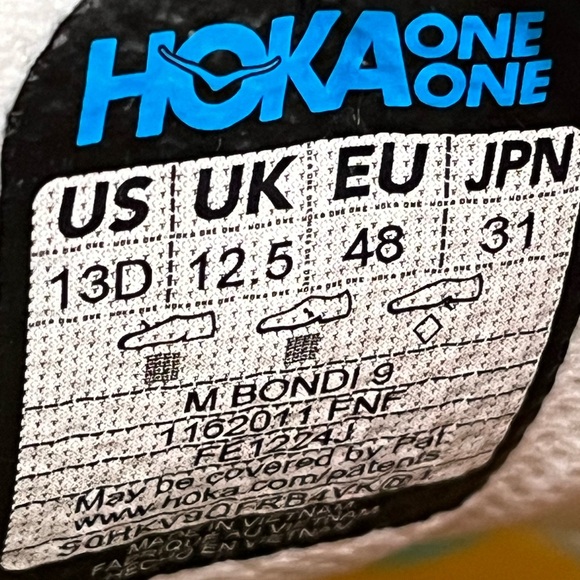 HOKA ONE ONE
US UK EU JPN
13D 12.5 48 31
M BONDI 9
1162011 FNF
FE1224J
May be covered by Pat.
www.hoka.com/patents
MADE IN VIETNAM